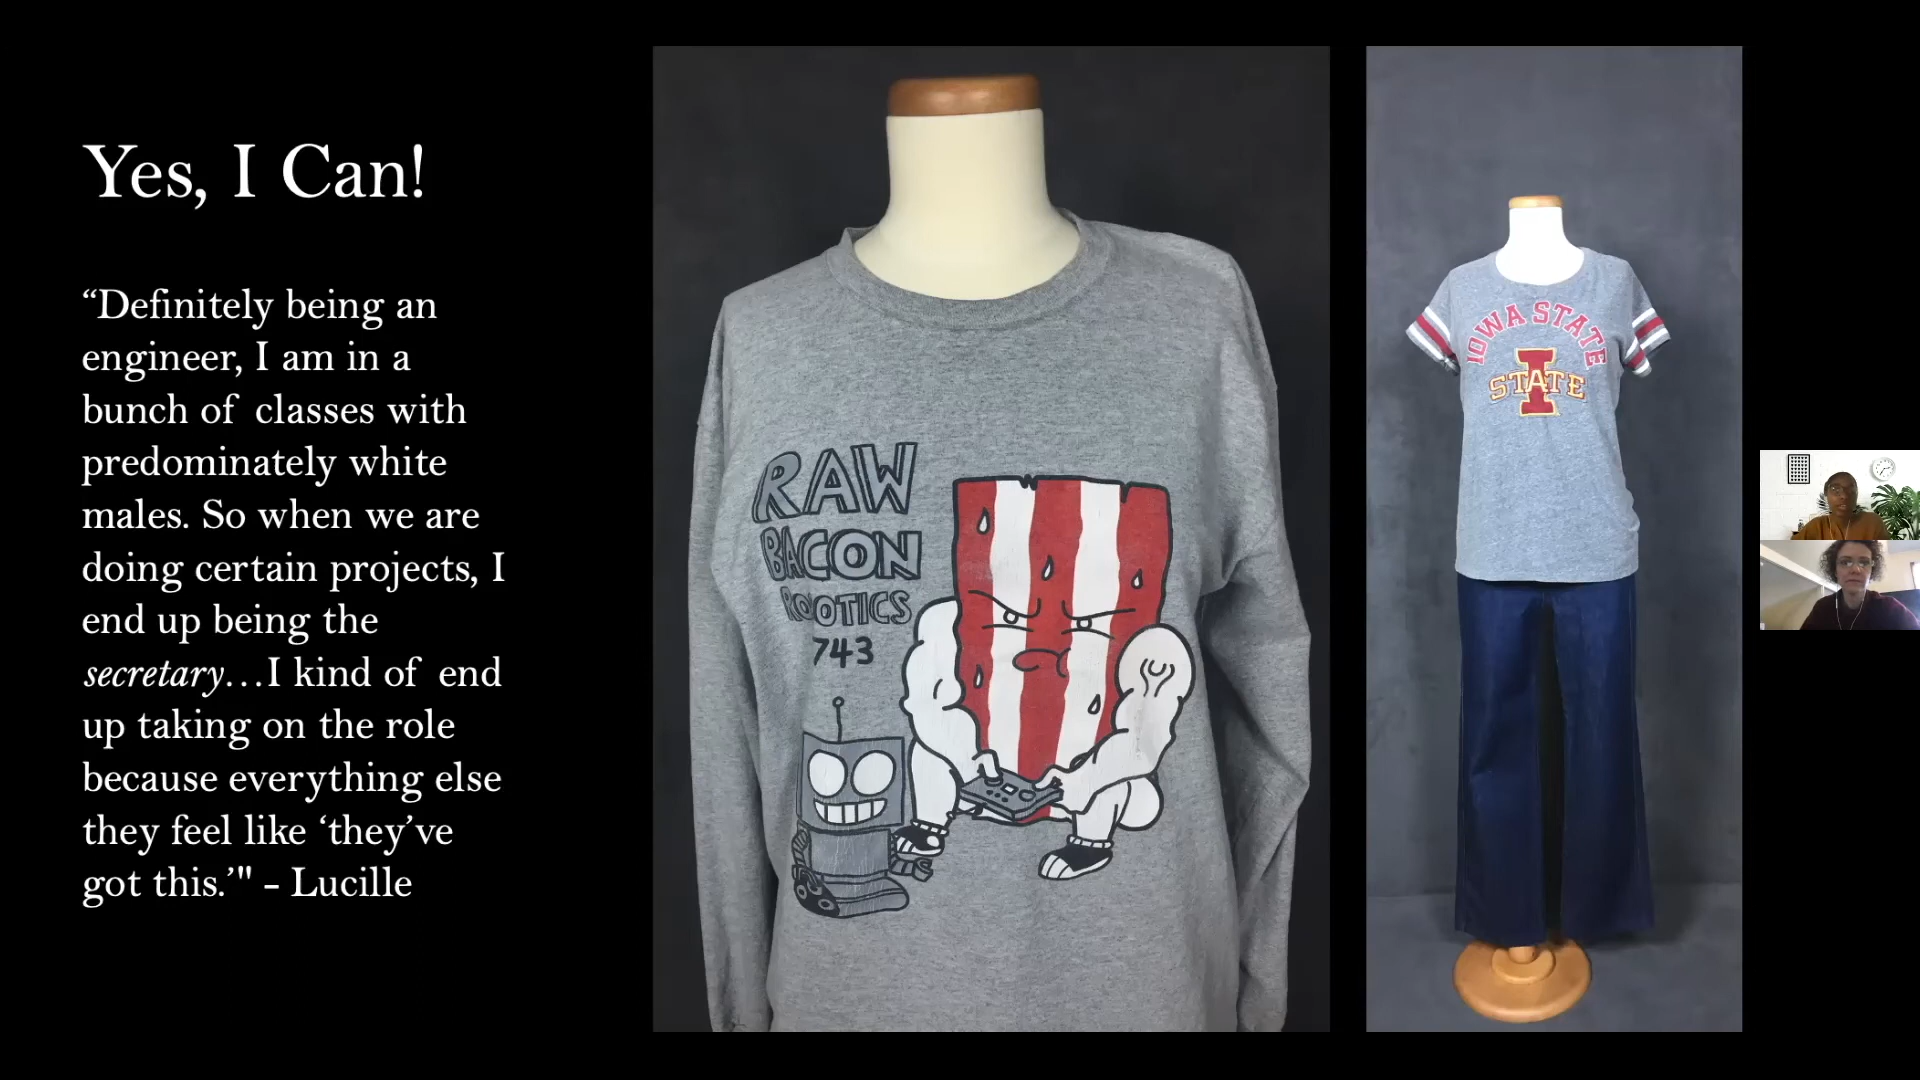 Yes, I Can!
“Definitely being an
engineer, I am in a
bunch of classes with
predominately white
males. So when we are
doing certain projects, I
end up being the
secretary…I kind of end
up taking on the role
because everything else
they feel like ‘they’ve
got this.’" - Lucille
RAW
BACON
ROBOTICS
743
IOWA STATE
STATE
I